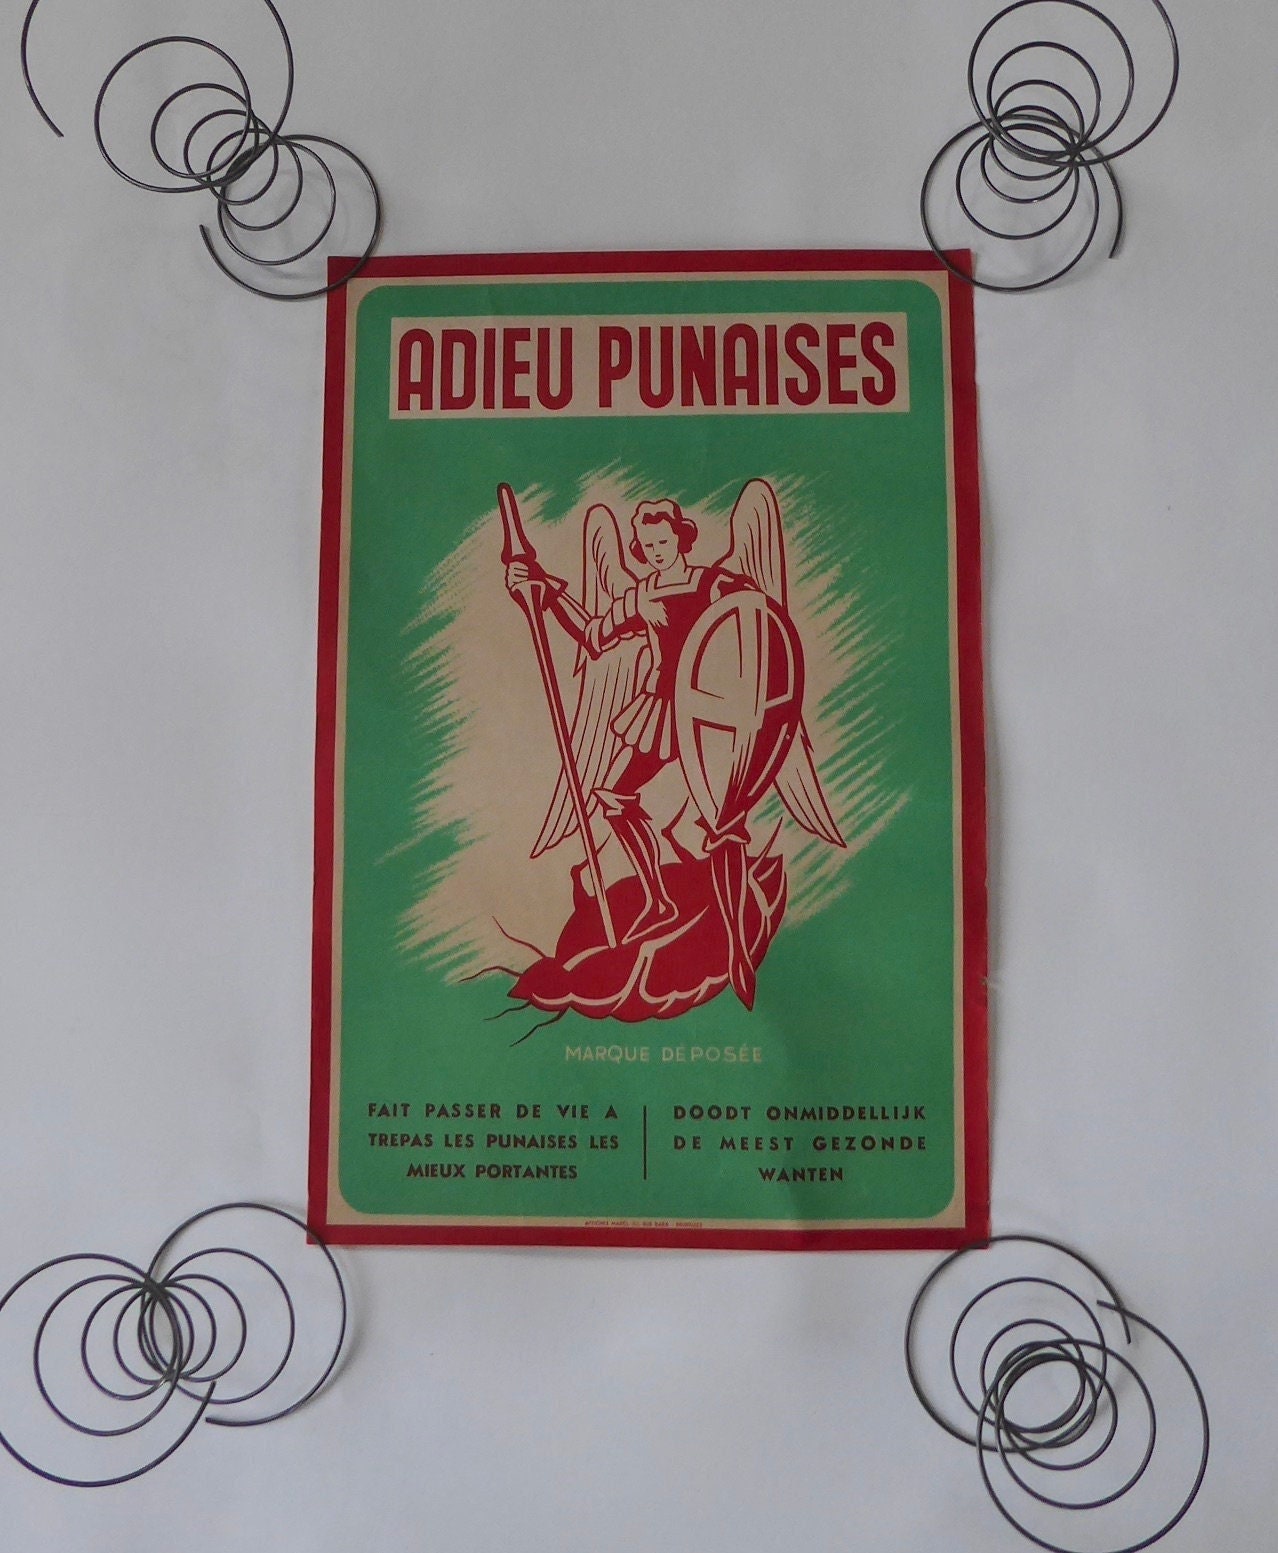 ADIEU PUNAISES
MARQUE DEPOSÉE
FAIT PASSER DE VIE A
TREPAS LES PUNAISES LES
MIEUX PORTANTES
DOODT ONMIDDELLIJK
DE MEEST GEZONDE
WANTEN